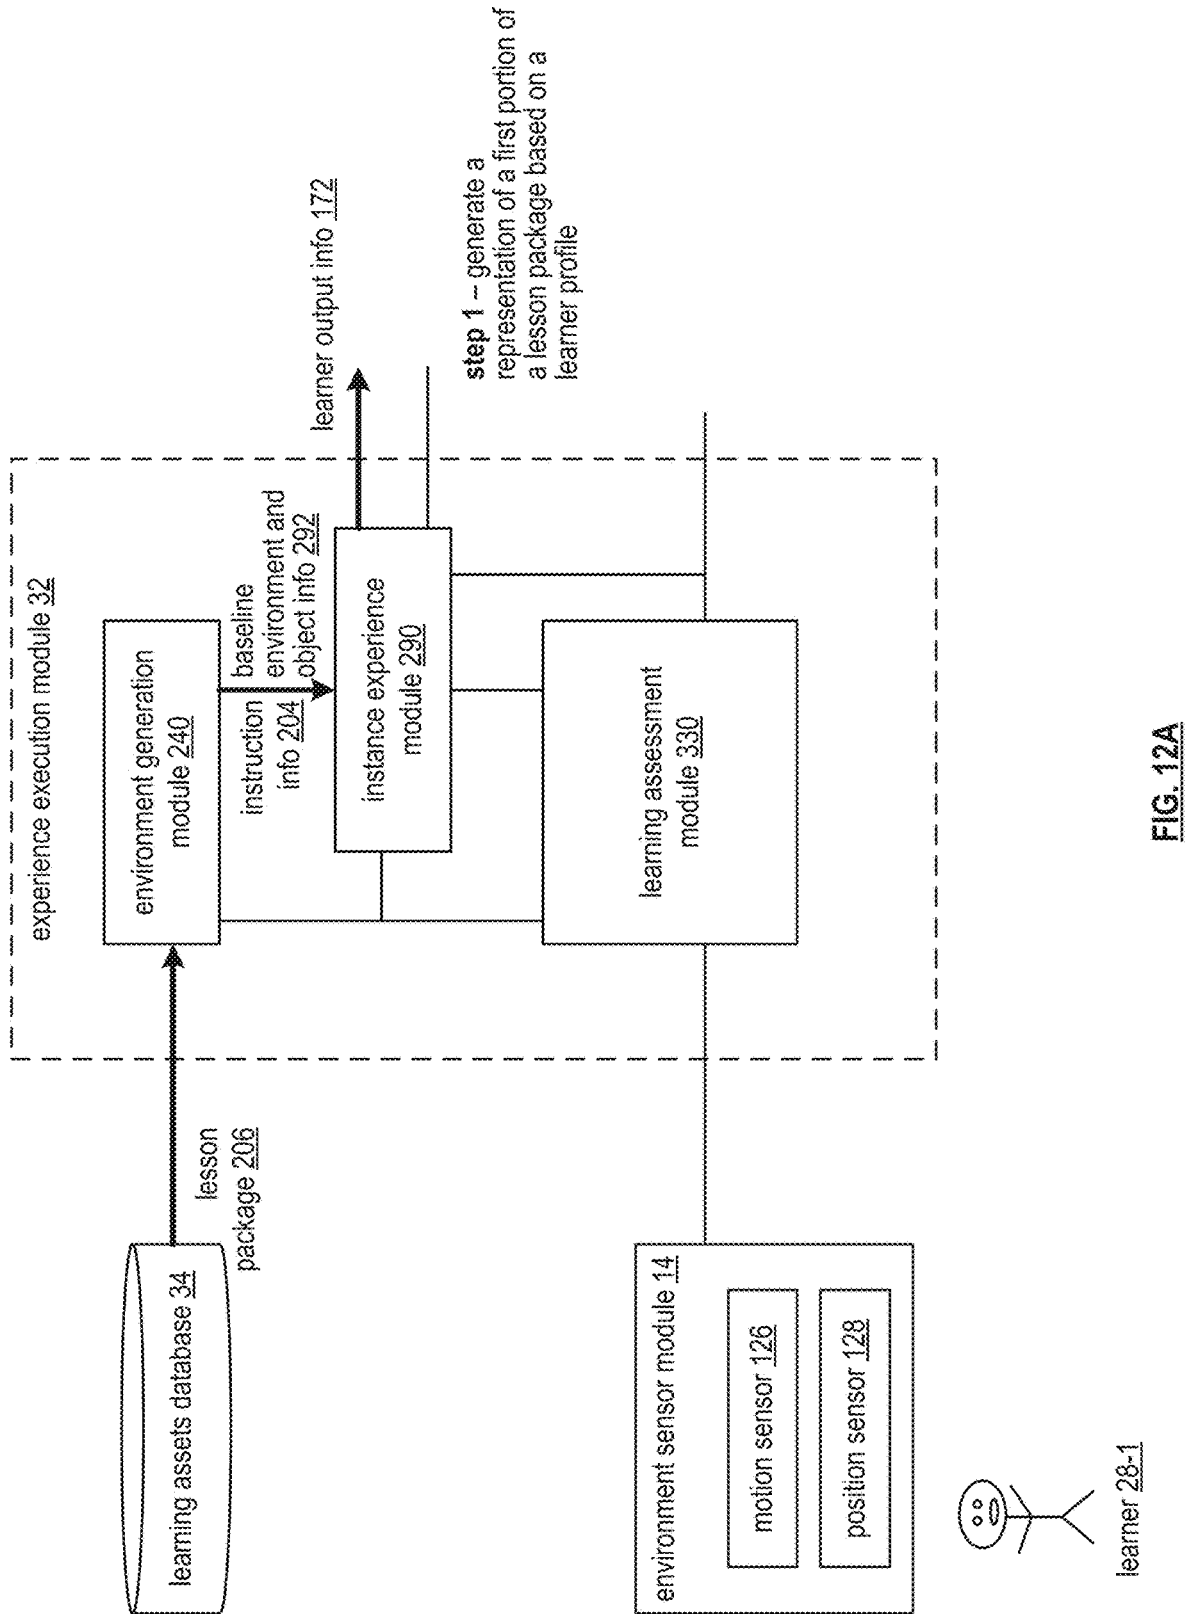 experience execution module 32
learning assets database 34
lesson
package 206
environment generation
module 240
instruction
info 204
baseline
environment and
object info 292
instance experience
module 290
learner output info 172
step 1 – generate a
representation of a first portion of
a lesson package based on a
learner profile
environment sensor module 14
motion sensor 126
position sensor 128
learning assessment
module 330
learner 28-1
FIG. 12A